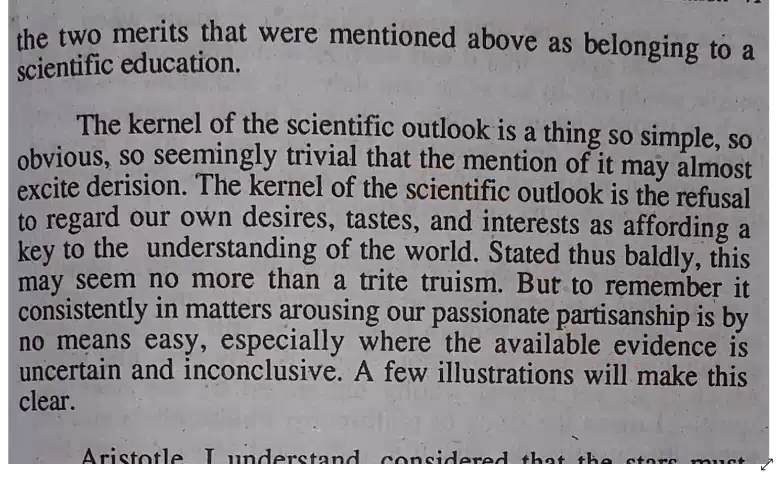 the two merits that were mentioned above as belonging to a
scientific education.
The kernel of the scientific outlook is a thing so simple, so
obvious, so seemingly trivial that the mention of it may almost
excite derision. The kernel of the scientific outlook is the refusal
to regard our own desires, tastes, and interests as affording a
key to the understanding of the world. Stated thus baldly, this
may seem no more than a trite truism. But to remember it
consistently in matters arousing our passionate partisanship is by
no means easy, especially where the available evidence is
uncertain and inconclusive. A few illustrations will make this
clear.
Aristotle, I understand, considered that the stars must